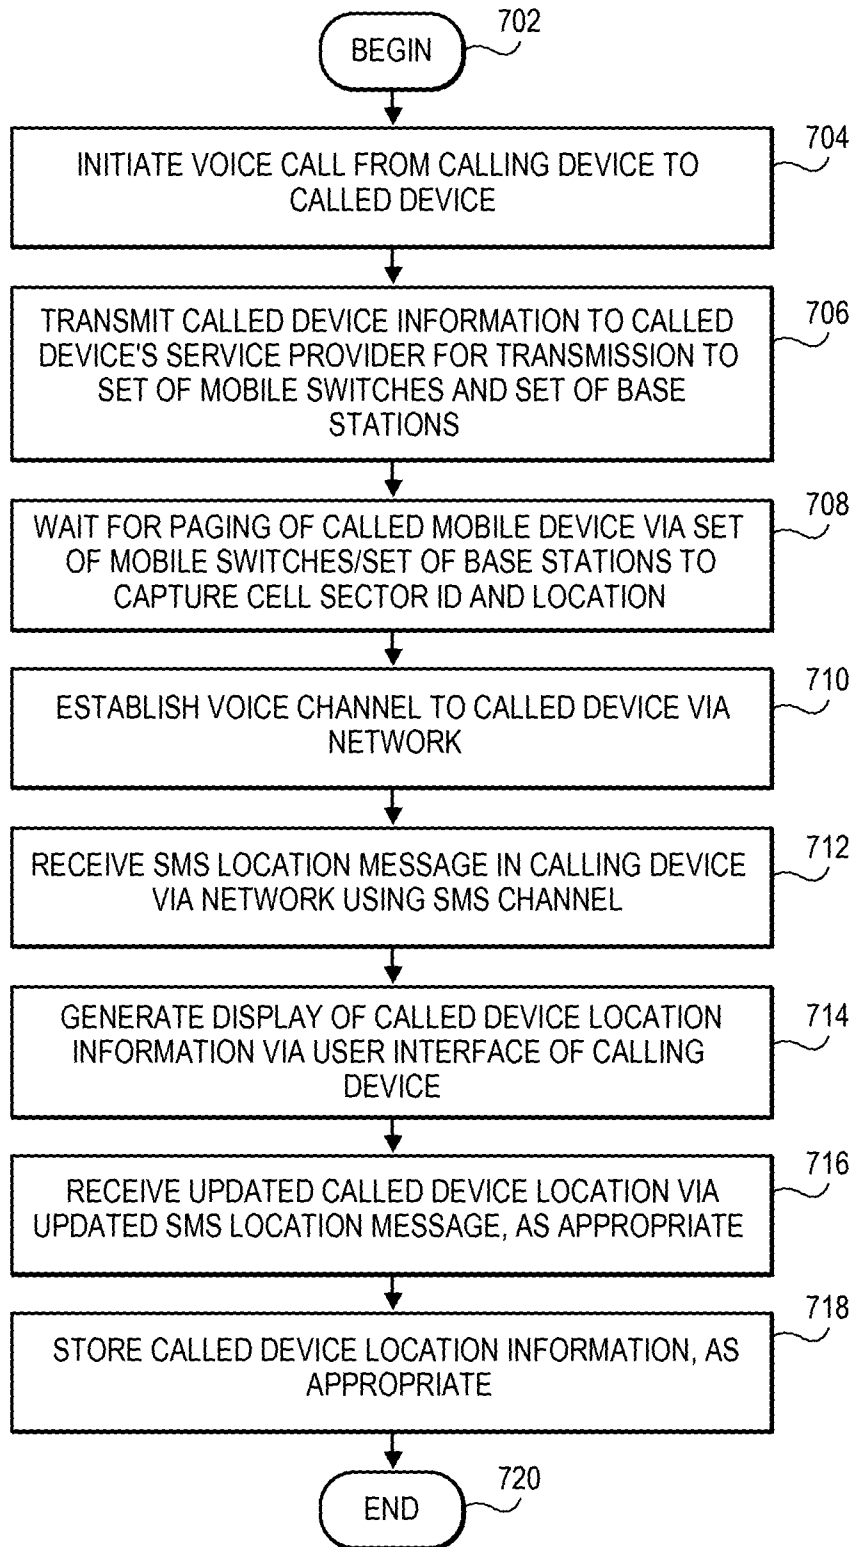 702
BEGIN
704
INITIATE VOICE CALL FROM CALLING DEVICE TO
CALLED DEVICE
706
TRANSMIT CALLED DEVICE INFORMATION TO CALLED
DEVICE'S SERVICE PROVIDER FOR TRANSMISSION TO
SET OF MOBILE SWITCHES AND SET OF BASE
STATIONS
708
WAIT FOR PAGING OF CALLED MOBILE DEVICE VIA SET
OF MOBILE SWITCHES/SET OF BASE STATIONS TO
CAPTURE CELL SECTOR ID AND LOCATION
710
ESTABLISH VOICE CHANNEL TO CALLED DEVICE VIA
NETWORK
712
RECEIVE SMS LOCATION MESSAGE IN CALLING DEVICE
VIA NETWORK USING SMS CHANNEL
714
GENERATE DISPLAY OF CALLED DEVICE LOCATION
INFORMATION VIA USER INTERFACE OF CALLING
DEVICE
716
RECEIVE UPDATED CALLED DEVICE LOCATION VIA
UPDATED SMS LOCATION MESSAGE, AS APPROPRIATE
718
STORE CALLED DEVICE LOCATION INFORMATION, AS
APPROPRIATE
720
END